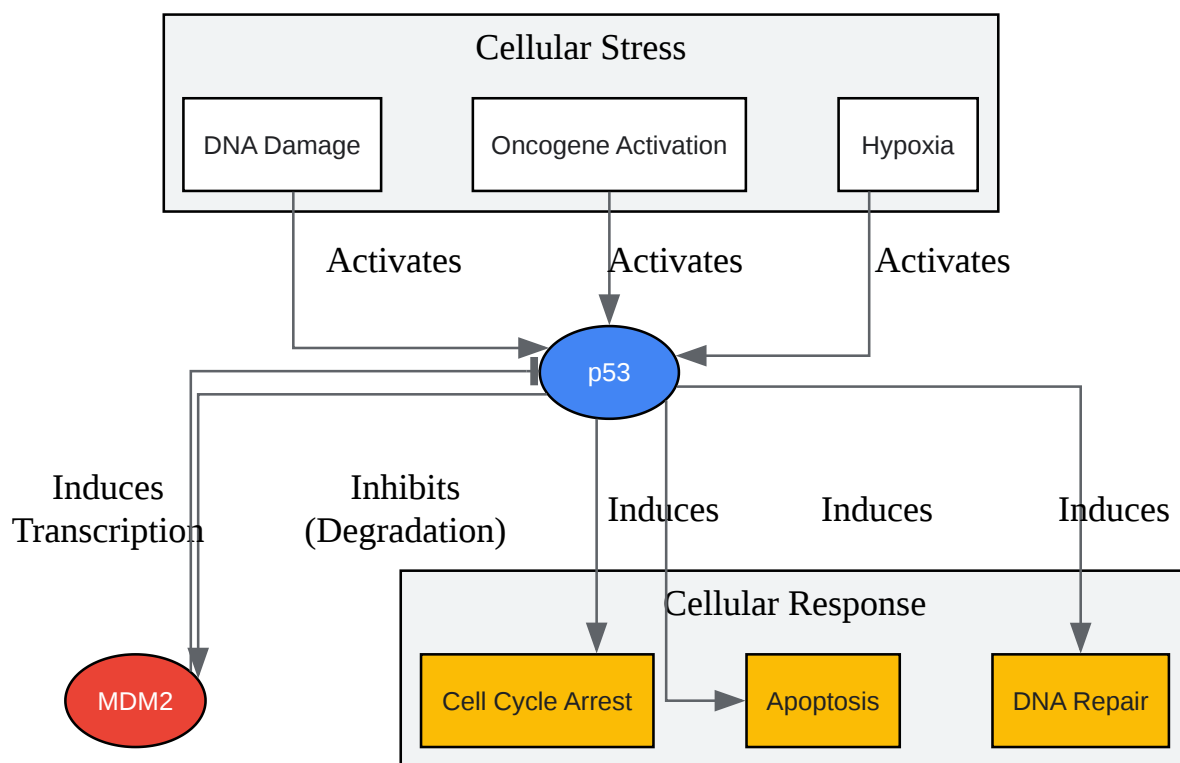 Cellular Stress
DNA Damage
Oncogene Activation
Hypoxia
Activates
Activates
Activates
p53
Induces
Transcription
Inhibits
(Degradation)
Induces
Induces
Induces
Cellular Response
MDM2
Cell Cycle Arrest
Apoptosis
DNA Repair